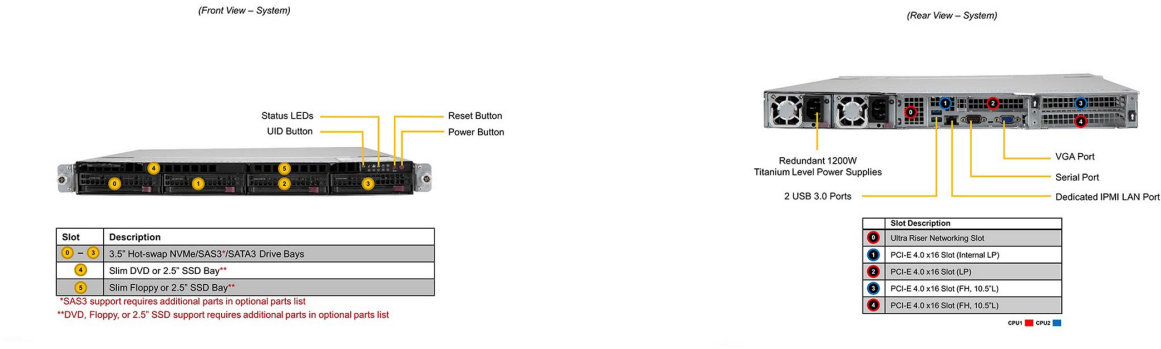 (Front View – System)
Status LEDs
UID Button
Reset Button
Power Button
4
5
0
1
2
3
Slot Description
0 – 3 3.5" Hot-swap NVMe/SAS3*/SATA3 Drive Bays
4 Slim DVD or 2.5" SSD Bay**
5 Slim Floppy or 2.5" SSD Bay**
*SAS3 support requires additional parts in optional parts list
**DVD, Floppy, or 2.5" SSD support requires additional parts in optional parts list
(Rear View – System)
0
1
2
3
4
Redundant 1200W
Titanium Level Power Supplies
2 USB 3.0 Ports
VGA Port
Serial Port
Dedicated IPMI LAN Port
Slot Description
0 Ultra Riser Networking Slot
1 PCI-E 4.0 x16 Slot (Internal LP)
2 PCI-E 4.0 x16 Slot (LP)
3 PCI-E 4.0 x16 Slot (FH, 10.5"L)
4 PCI-E 4.0 x16 Slot (FH, 10.5"L)
CPU1 CPU2